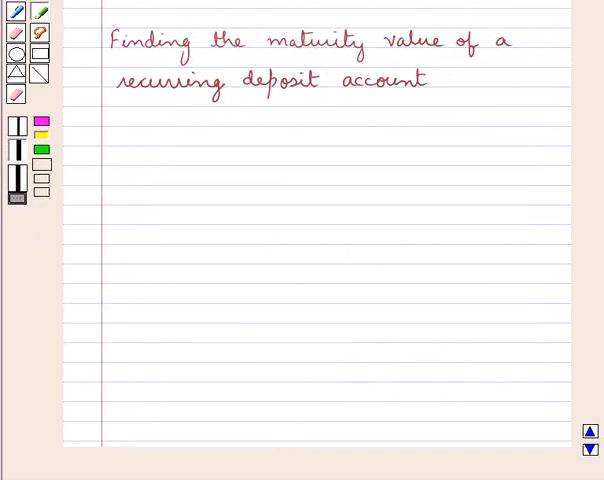 Finding the maturity value of a
recurring deposit account